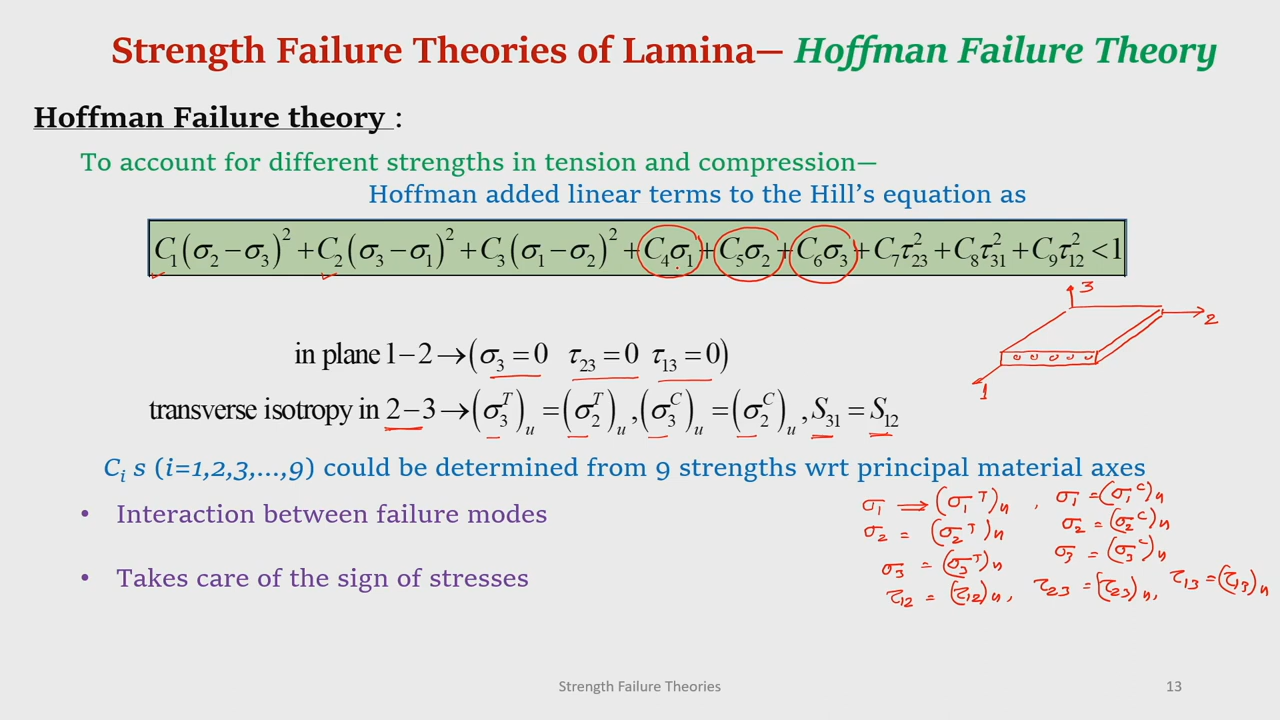 Strength Failure Theories of Lamina— Hoffman Failure Theory
Hoffman Failure theory :
To account for different strengths in tension and compression—
Hoffman added linear terms to the Hill's equation as
C₁(σ₂−σ₃)²+C₂(σ₃−σ₁)²+C₃(σ₁−σ₂)²+C₄σ₁+C₅σ₂+C₆σ₃+C₇τ₂₃²+C₈τ₃₁²+C₉τ₁₂²<1
3
2
1
in plane 1−2→(σ₃=0 τ₂₃=0 τ₁₃=0)
transverse isotropy in 2−3→(σ₃ᵀ)ᵤ=(σ₂ᵀ)ᵤ,(σ₃ᶜ)ᵤ=(σ₂ᶜ)ᵤ,S₃₁=S₁₂
Cᵢ s (i=1,2,3,...,9) could be determined from 9 strengths wrt principal material axes
• Interaction between failure modes
• Takes care of the sign of stresses
σ₁ ⟹ (σ₁ᵀ)ᵤ , σ₁ = (σ₁ᶜ)ᵤ
σ₂ = (σ₂ᵀ)ᵤ σ₂ = (σ₂ᶜ)ᵤ
σ₃ = (σ₃ᵀ)ᵤ σ₃ = (σ₃ᶜ)ᵤ
τ₁₂ = (τ₁₂)ᵤ, τ₂₃ = (τ₂₃)ᵤ, τ₁₃ = (τ₁₃)ᵤ
Strength Failure Theories
13